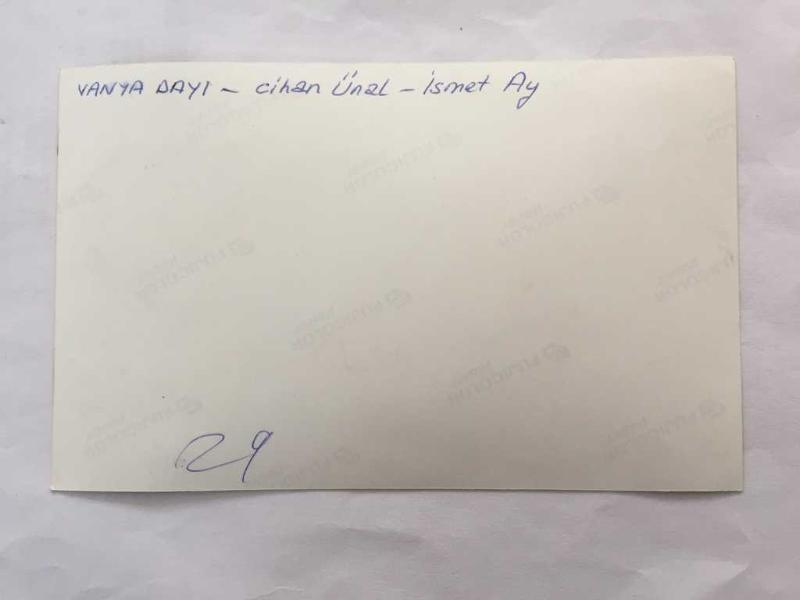 VANYA DAYI – Cihan Ünal – İsmet Ay
29